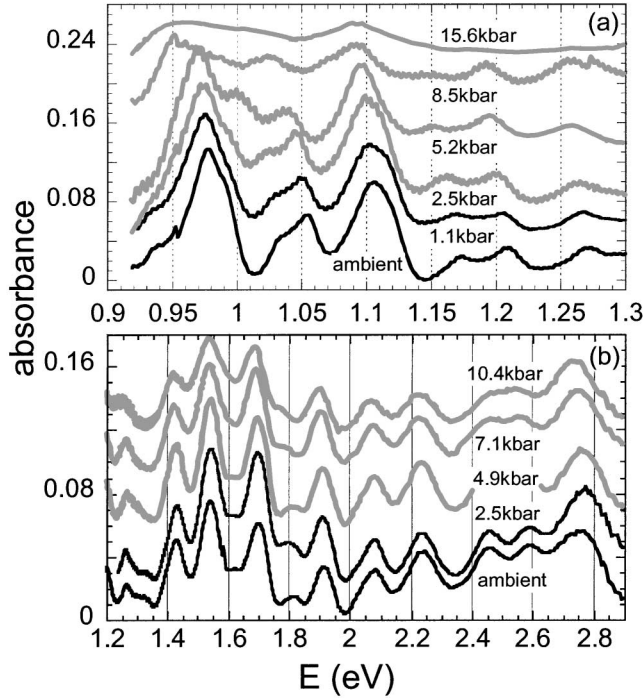 (a)
0.24
15.6kbar
8.5kbar
0.16
5.2kbar
0.08
2.5kbar
1.1kbar
ambient
0
0.9 0.95 1 1.05 1.1 1.15 1.2 1.25 1.3
absorbance
(b)
0.16
10.4kbar
7.1kbar
0.08
4.9kbar
2.5kbar
ambient
0
1.2 1.4 1.6 1.8 2 2.2 2.4 2.6 2.8
E (eV)